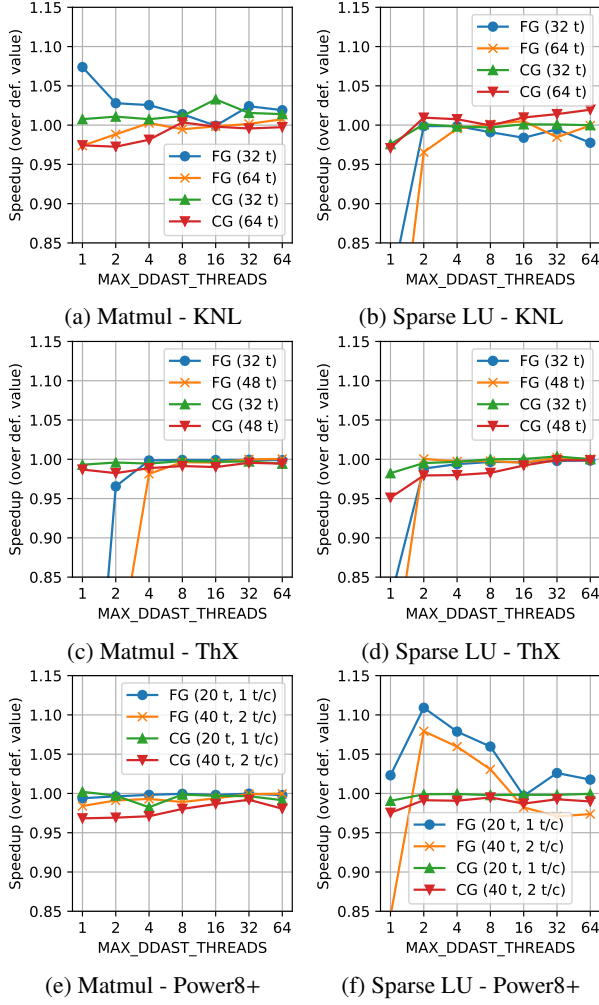 1.15
1.10
1.05
1.00
0.95
0.90
0.85
Speedup (over def. value)
FG (32 t)
FG (64 t)
CG (32 t)
CG (64 t)
1 2 4 8 16 32 64
MAX_DDAST_THREADS
(a) Matmul - KNL
1.15
1.10
1.05
1.00
0.95
0.90
0.85
Speedup (over def. value)
FG (32 t)
FG (64 t)
CG (32 t)
CG (64 t)
1 2 4 8 16 32 64
MAX_DDAST_THREADS
(b) Sparse LU - KNL
1.15
1.10
1.05
1.00
0.95
0.90
0.85
Speedup (over def. value)
FG (32 t)
FG (48 t)
CG (32 t)
CG (48 t)
1 2 4 8 16 32 64
MAX_DDAST_THREADS
(c) Matmul - ThX
1.15
1.10
1.05
1.00
0.95
0.90
0.85
Speedup (over def. value)
FG (32 t)
FG (48 t)
CG (32 t)
CG (48 t)
1 2 4 8 16 32 64
MAX_DDAST_THREADS
(d) Sparse LU - ThX
1.15
1.10
1.05
1.00
0.95
0.90
0.85
Speedup (over def. value)
FG (20 t, 1 t/c)
FG (40 t, 2 t/c)
CG (20 t, 1 t/c)
CG (40 t, 2 t/c)
1 2 4 8 16 32 64
MAX_DDAST_THREADS
(e) Matmul - Power8+
1.15
1.10
1.05
1.00
0.95
0.90
0.85
Speedup (over def. value)
FG (20 t, 1 t/c)
FG (40 t, 2 t/c)
CG (20 t, 1 t/c)
CG (40 t, 2 t/c)
1 2 4 8 16 32 64
MAX_DDAST_THREADS
(f) Sparse LU - Power8+